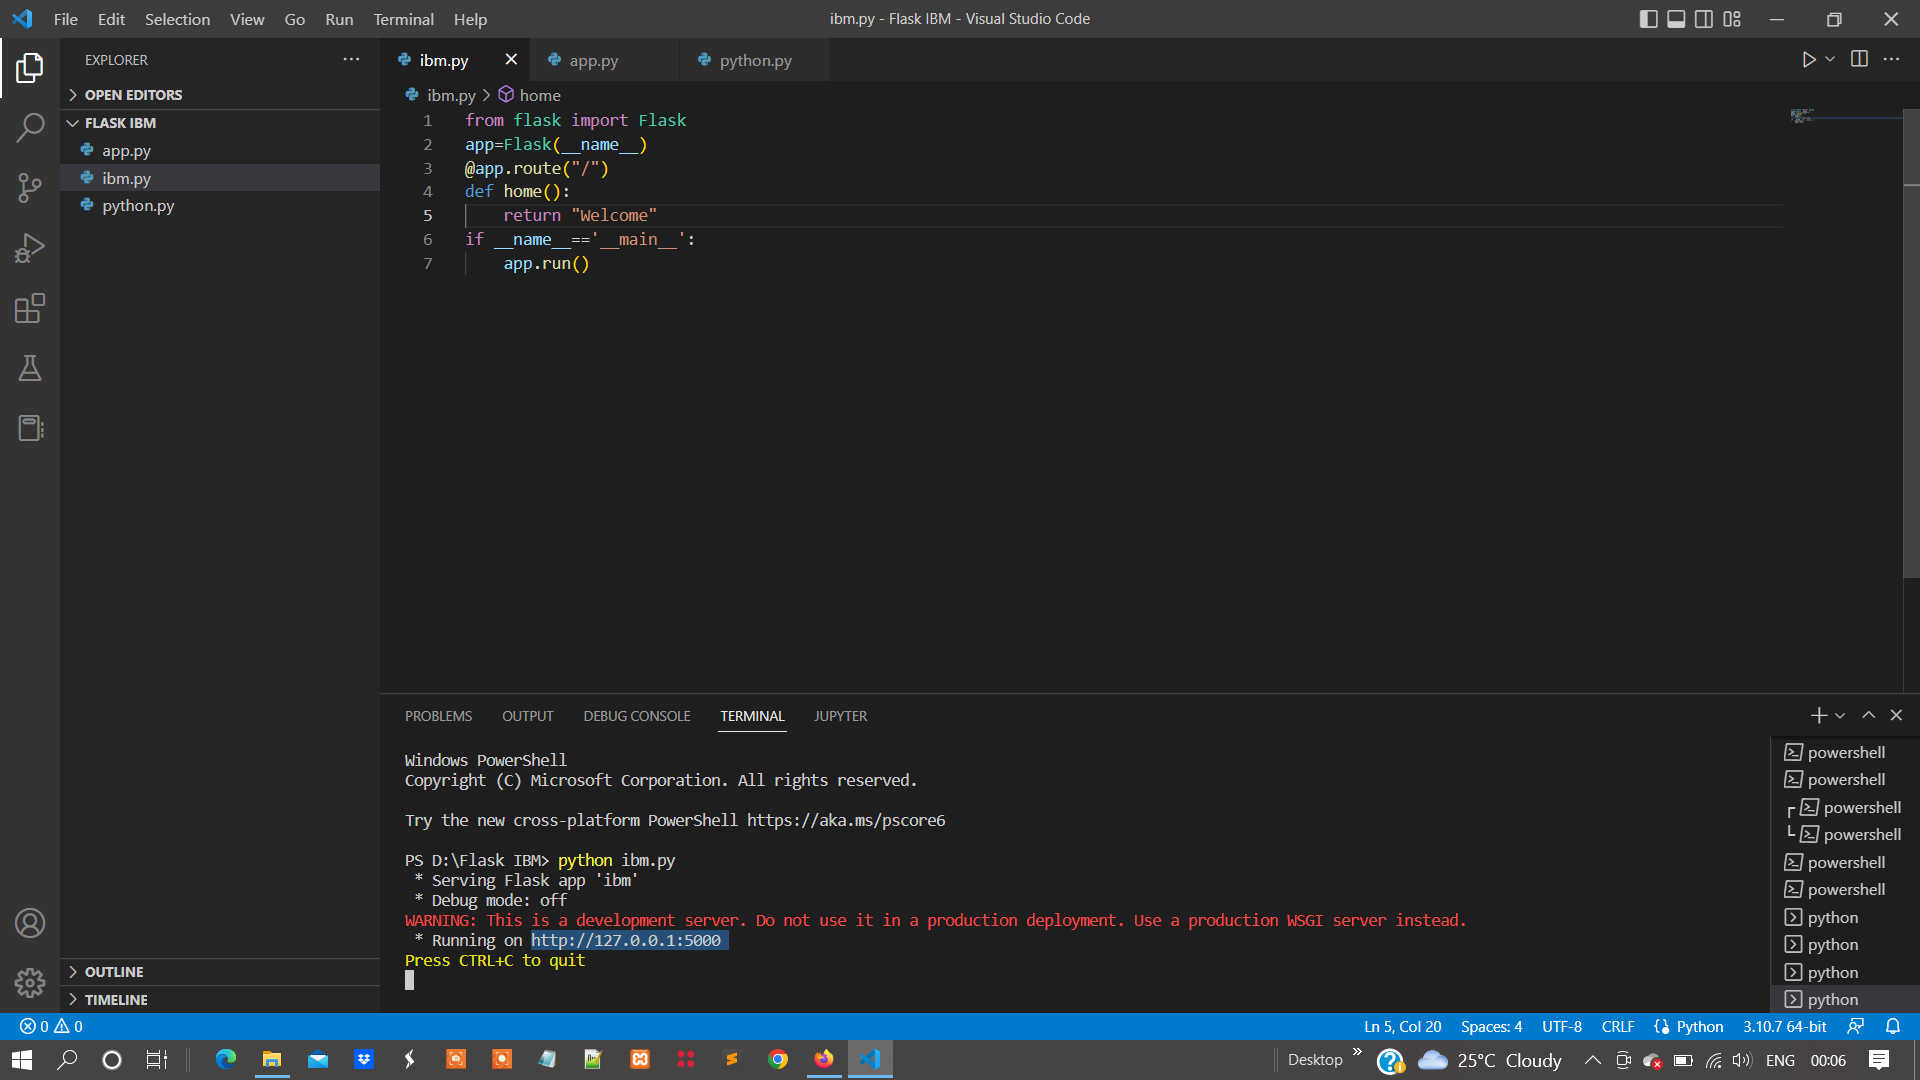 File Edit Selection View Go Run Terminal Help
ibm.py - Flask IBM - Visual Studio Code
EXPLORER
OPEN EDITORS
FLASK IBM
app.py
ibm.py
python.py
OUTLINE
TIMELINE
ibm.py app.py python.py
ibm.py > home
1 from flask import Flask
2 app=Flask(__name__)
3 @app.route("/")
4 def home():
5 return "Welcome"
6 if __name__=='__main__':
7 app.run()
PROBLEMS OUTPUT DEBUG CONSOLE TERMINAL JUPYTER
Windows PowerShell
Copyright (C) Microsoft Corporation. All rights reserved.
Try the new cross-platform PowerShell https://aka.ms/pscore6
PS D:\Flask IBM> python ibm.py
* Serving Flask app 'ibm'
* Debug mode: off
WARNING: This is a development server. Do not use it in a production deployment. Use a production WSGI server instead.
* Running on http://127.0.0.1:5000
Press CTRL+C to quit
powershell
powershell
powershell
powershell
powershell
powershell
python
python
python
python
0 0
Ln 5, Col 20 Spaces: 4 UTF-8 CRLF Python 3.10.7 64-bit
Desktop 25°C Cloudy ENG 00:06